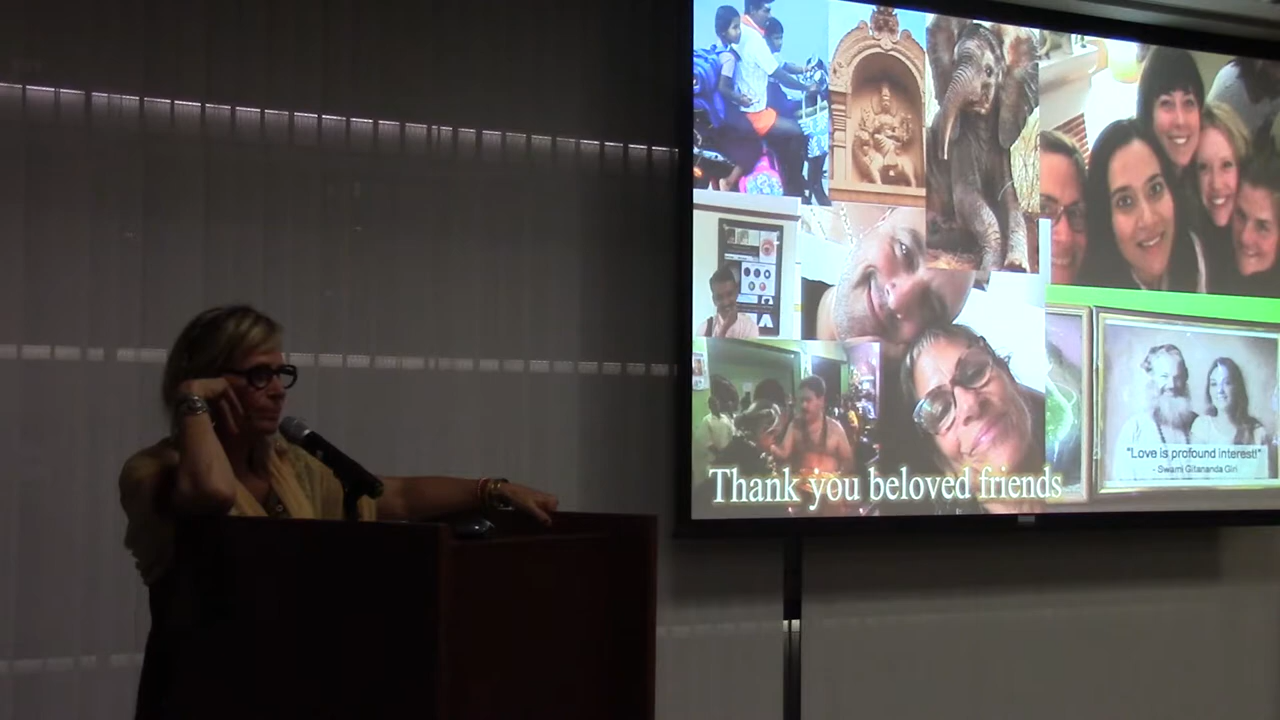 "Love is profound interest!"
- Swami Gitananda Giri
Thank you beloved friends